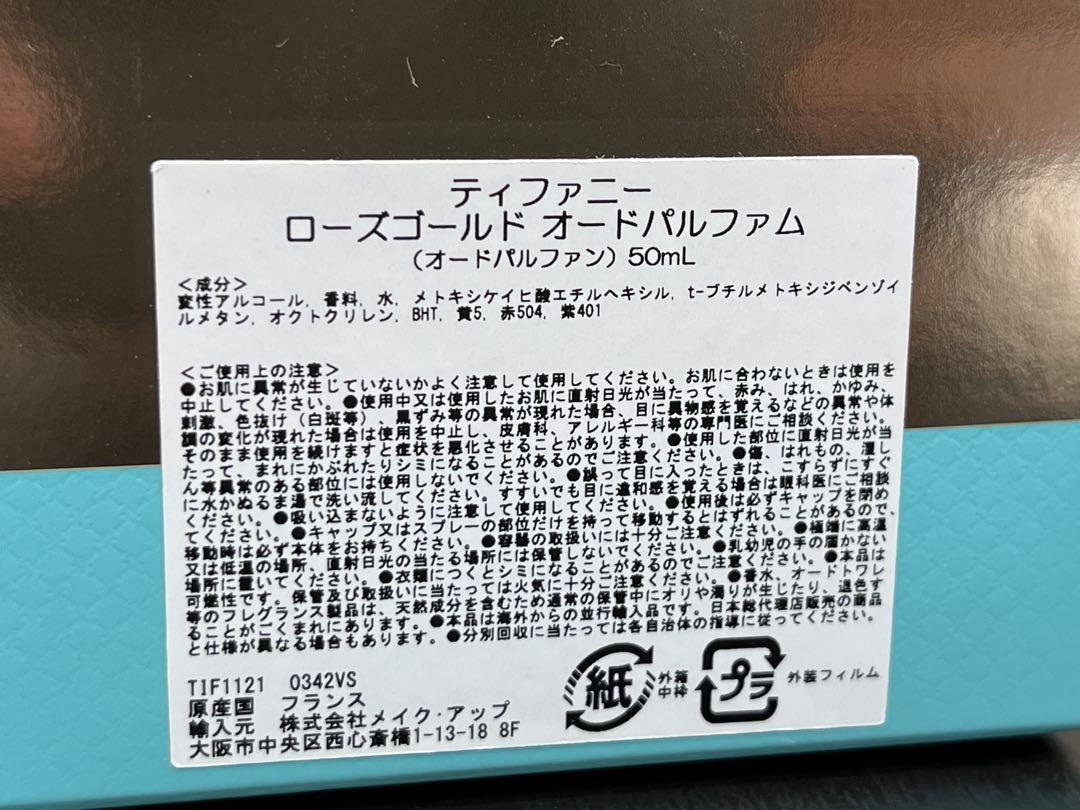 ティファニー
ローズゴールド オードパルファム
(オードパルファン) 50mL
<成分>
変性アルコール, 香料, 水, メトキシケイヒ酸エチルヘキシル, t-ブチルメトキシジベンゾイ
ルメタン, オクトクリレン, BHT, 黄5, 赤504, 紫401
<ご使用上の注意>
●お肌に異常が生じていないかよく注意して使用してください。お肌に合わないときは使用を
中止してください。●使用中又は使用したお肌に直射日光が当たって、赤み、はれ、かゆみ、
刺激、色抜け（白斑等）、黒ずみ等の異常が現れた場合、目に異物感を覚えるなどの異常や体
調の変化が現れた場合は使用を中止し、皮膚科、アレルギー科等の専門医にご相談ください。
そのまま使用を続けますと症状を悪化させることがあります。●使用した部位に直射日光が当
たって、まれにかぶれたりシミになることがあるのでご注意ください。●傷、はれもの、湿し
ん等異常のある部位には使用しないでください。●誤って目に入ったときは、こすらずにすぐ
に水かぬるま湯で洗い流してください。すすいでも目に違和感を覚える場合は眼科医にご相談
ください。●吸い込まないように注意して使用してください。●使用後は必ずキャップを閉め
てください。●キャップ又はスプレーの部位だけを持って移動するとはずれることがあるので、
移動時は必ず本体をお持ちください。●容器の取扱いには十分ご注意ください。●極端に高温
又は低温の場所、直射日光の当たる場所には保管しないでください。●乳幼児の手の届かない
場所に置いてください。●衣類につくとシミになることがあるのでご注意ください。●本品は
可燃性です。保管及び取扱いに当たっては火気に十分ご注意ください。●香水、オードトワレ
等のフレグランス製品は、天然成分を含むため通常の保管中にオリや濁りが生じたり、退色す
ることがごくまれにあります。●本品は海外からの並行輸入品です。日本総代理店販売の商品
と仕様が異なる場合もあります。●分別回収に当たっては各自治体の指導に従ってください。
TIF1121 0342VS
原産国 フランス
輸入元 株式会社メイク・アップ
大阪市中央区西心斎橋1-13-18 8F
紙
外箱
中枠
プラ
外装フィルム